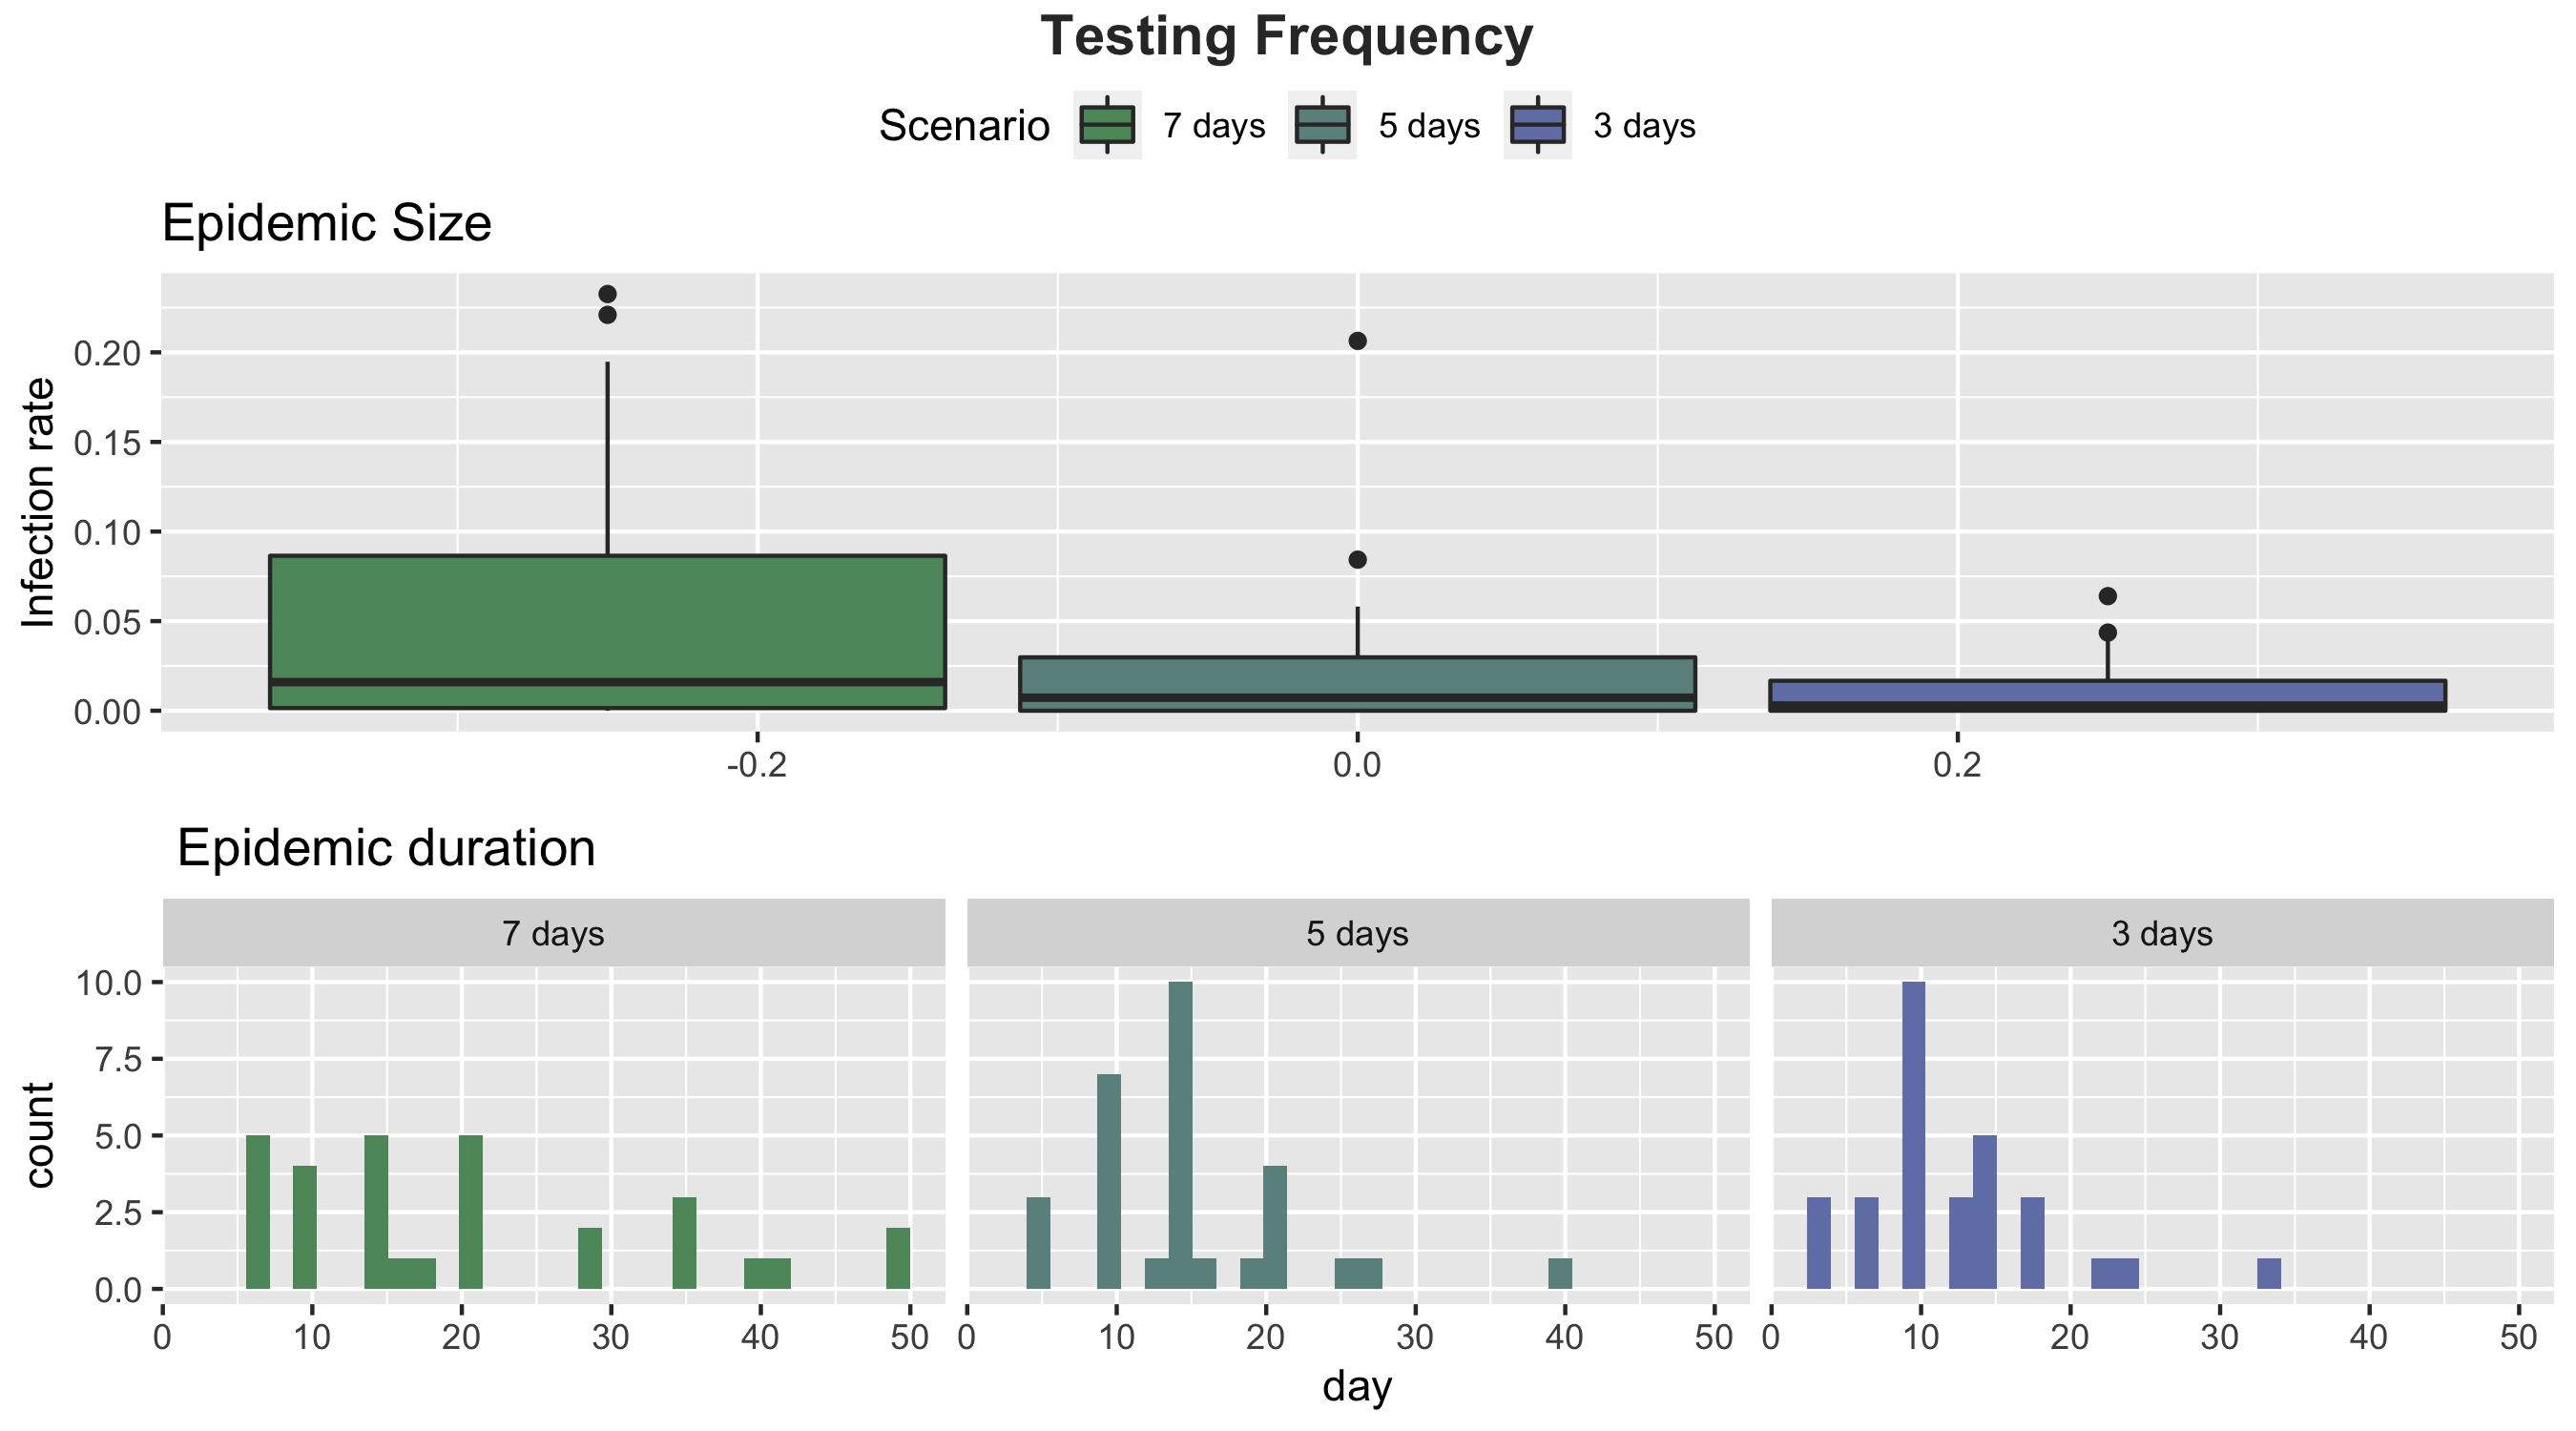 Testing Frequency
Scenario 7 days 5 days 3 days
Epidemic Size
Infection rate
0.20
0.15
0.10
0.05
0.00
-0.2 0.0 0.2
Epidemic duration
7 days 5 days 3 days
count
10.0
7.5
5.0
2.5
0.0
0 10 20 30 40 50 0 10 20 30 40 50 0 10 20 30 40 50
day